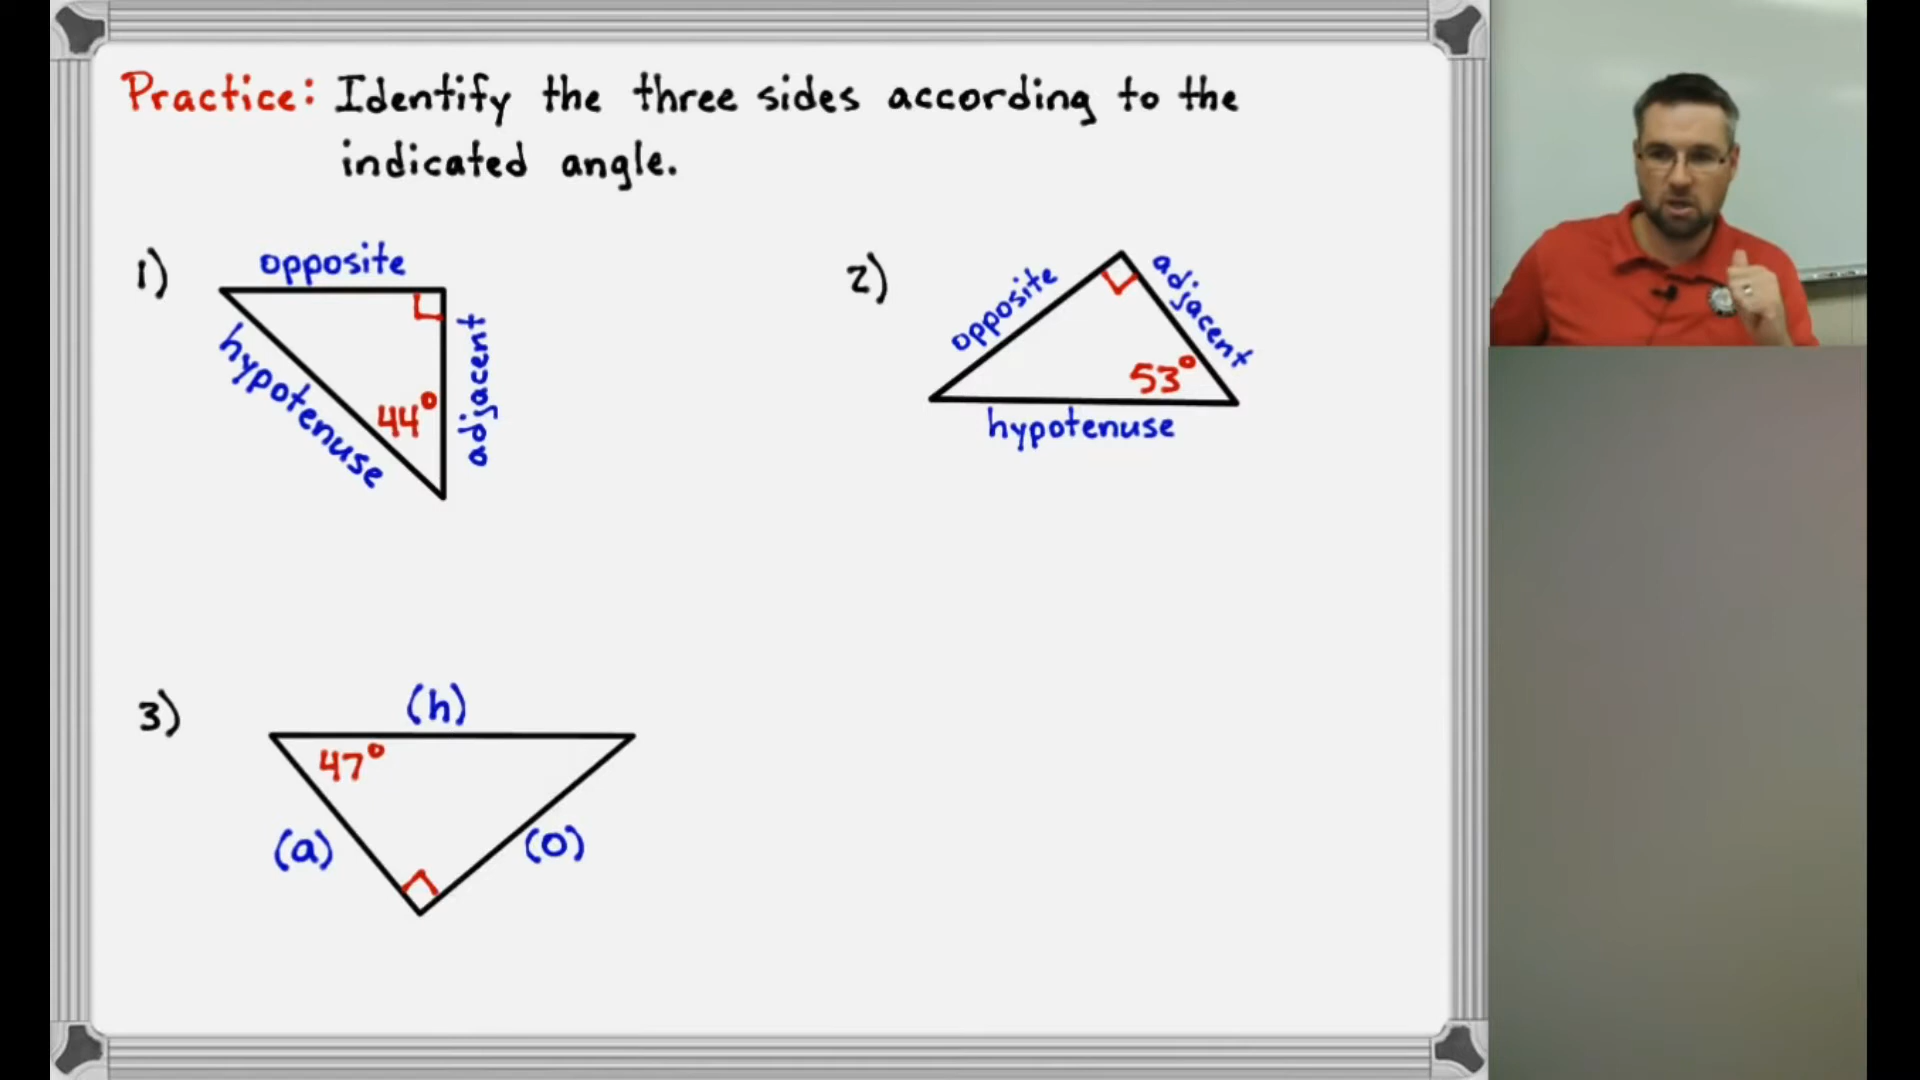 Practice: Identify the three sides according to the
indicated angle.
1)
opposite
hypotenuse
adjacent
44°
2)
opposite
adjacent
53°
hypotenuse
3)
(h)
47°
(a)
(o)